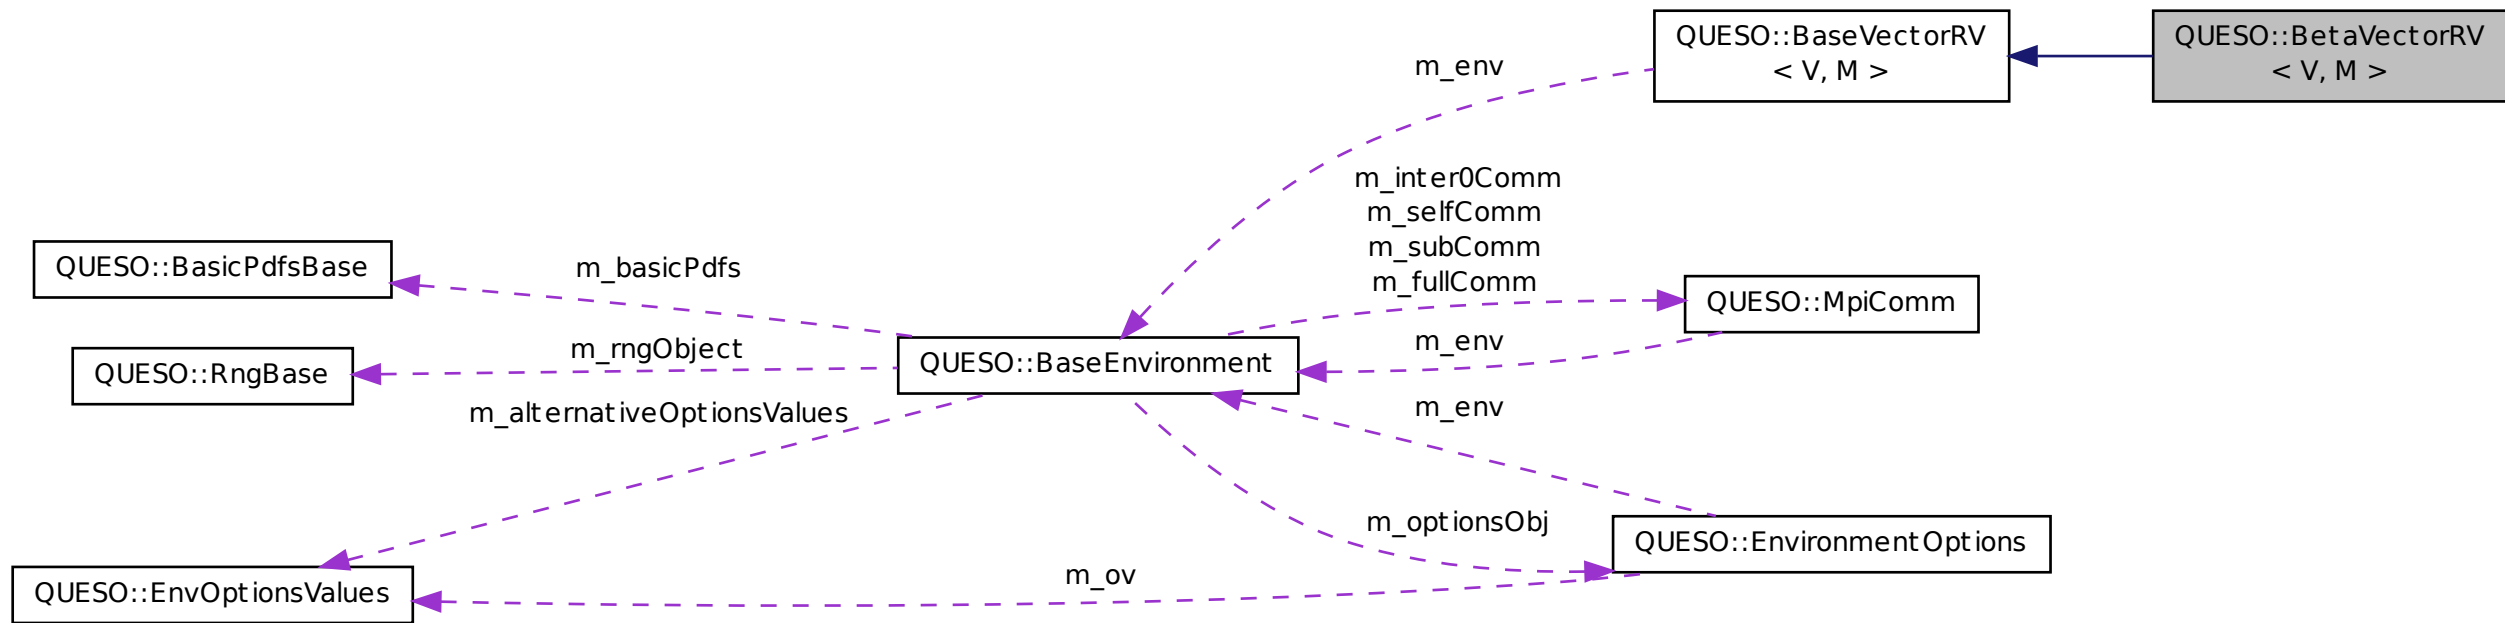 QUESO::BaseVectorRV
< V, M >
QUESO::BetaVectorRV
< V, M >
m_env
m_inter0Comm
m_selfComm
m_subComm
m_fullComm
QUESO::BasicPdfsBase
m_basicPdfs
QUESO::MpiComm
m_env
m_rngObject
QUESO::RngBase
QUESO::BaseEnvironment
m_alternativeOptionsValues
m_env
m_optionsObj
QUESO::EnvironmentOptions
m_ov
QUESO::EnvOptionsValues